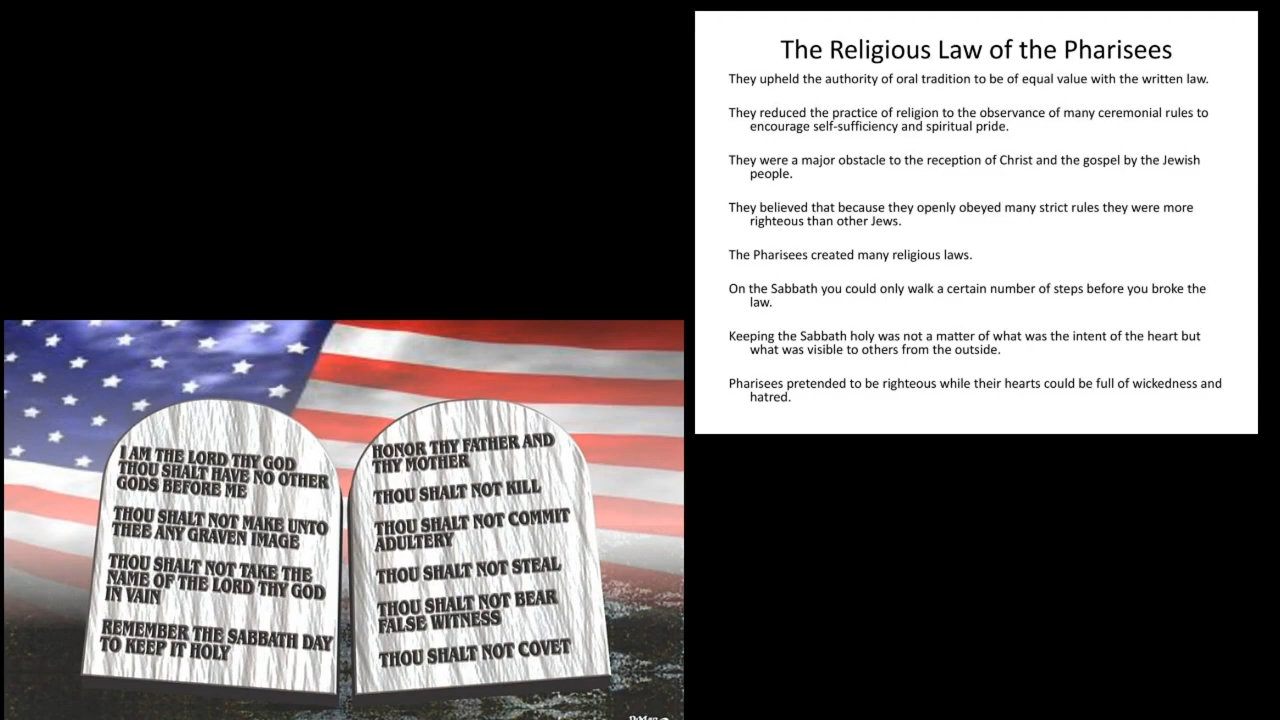 The Religious Law of the Pharisees
They upheld the authority of oral tradition to be of equal value with the written law.
They reduced the practice of religion to the observance of many ceremonial rules to
encourage self-sufficiency and spiritual pride.
They were a major obstacle to the reception of Christ and the gospel by the Jewish
people.
They believed that because they openly obeyed many strict rules they were more
righteous than other Jews.
The Pharisees created many religious laws.
On the Sabbath you could only walk a certain number of steps before you broke the
law.
Keeping the Sabbath holy was not a matter of what was the intent of the heart but
what was visible to others from the outside.
Pharisees pretended to be righteous while their hearts could be full of wickedness and
hatred.
I AM THE LORD THY GOD
THOU SHALT HAVE NO OTHER
GODS BEFORE ME
THOU SHALT NOT MAKE UNTO
THEE ANY GRAVEN IMAGE
THOU SHALT NOT TAKE THE
NAME OF THE LORD THY GOD
IN VAIN
REMEMBER THE SABBATH DAY
TO KEEP IT HOLY
HONOR THY FATHER AND
THY MOTHER
THOU SHALT NOT KILL
THOU SHALT NOT COMMIT
ADULTERY
THOU SHALT NOT STEAL
THOU SHALT NOT BEAR
FALSE WITNESS
THOU SHALT NOT COVET